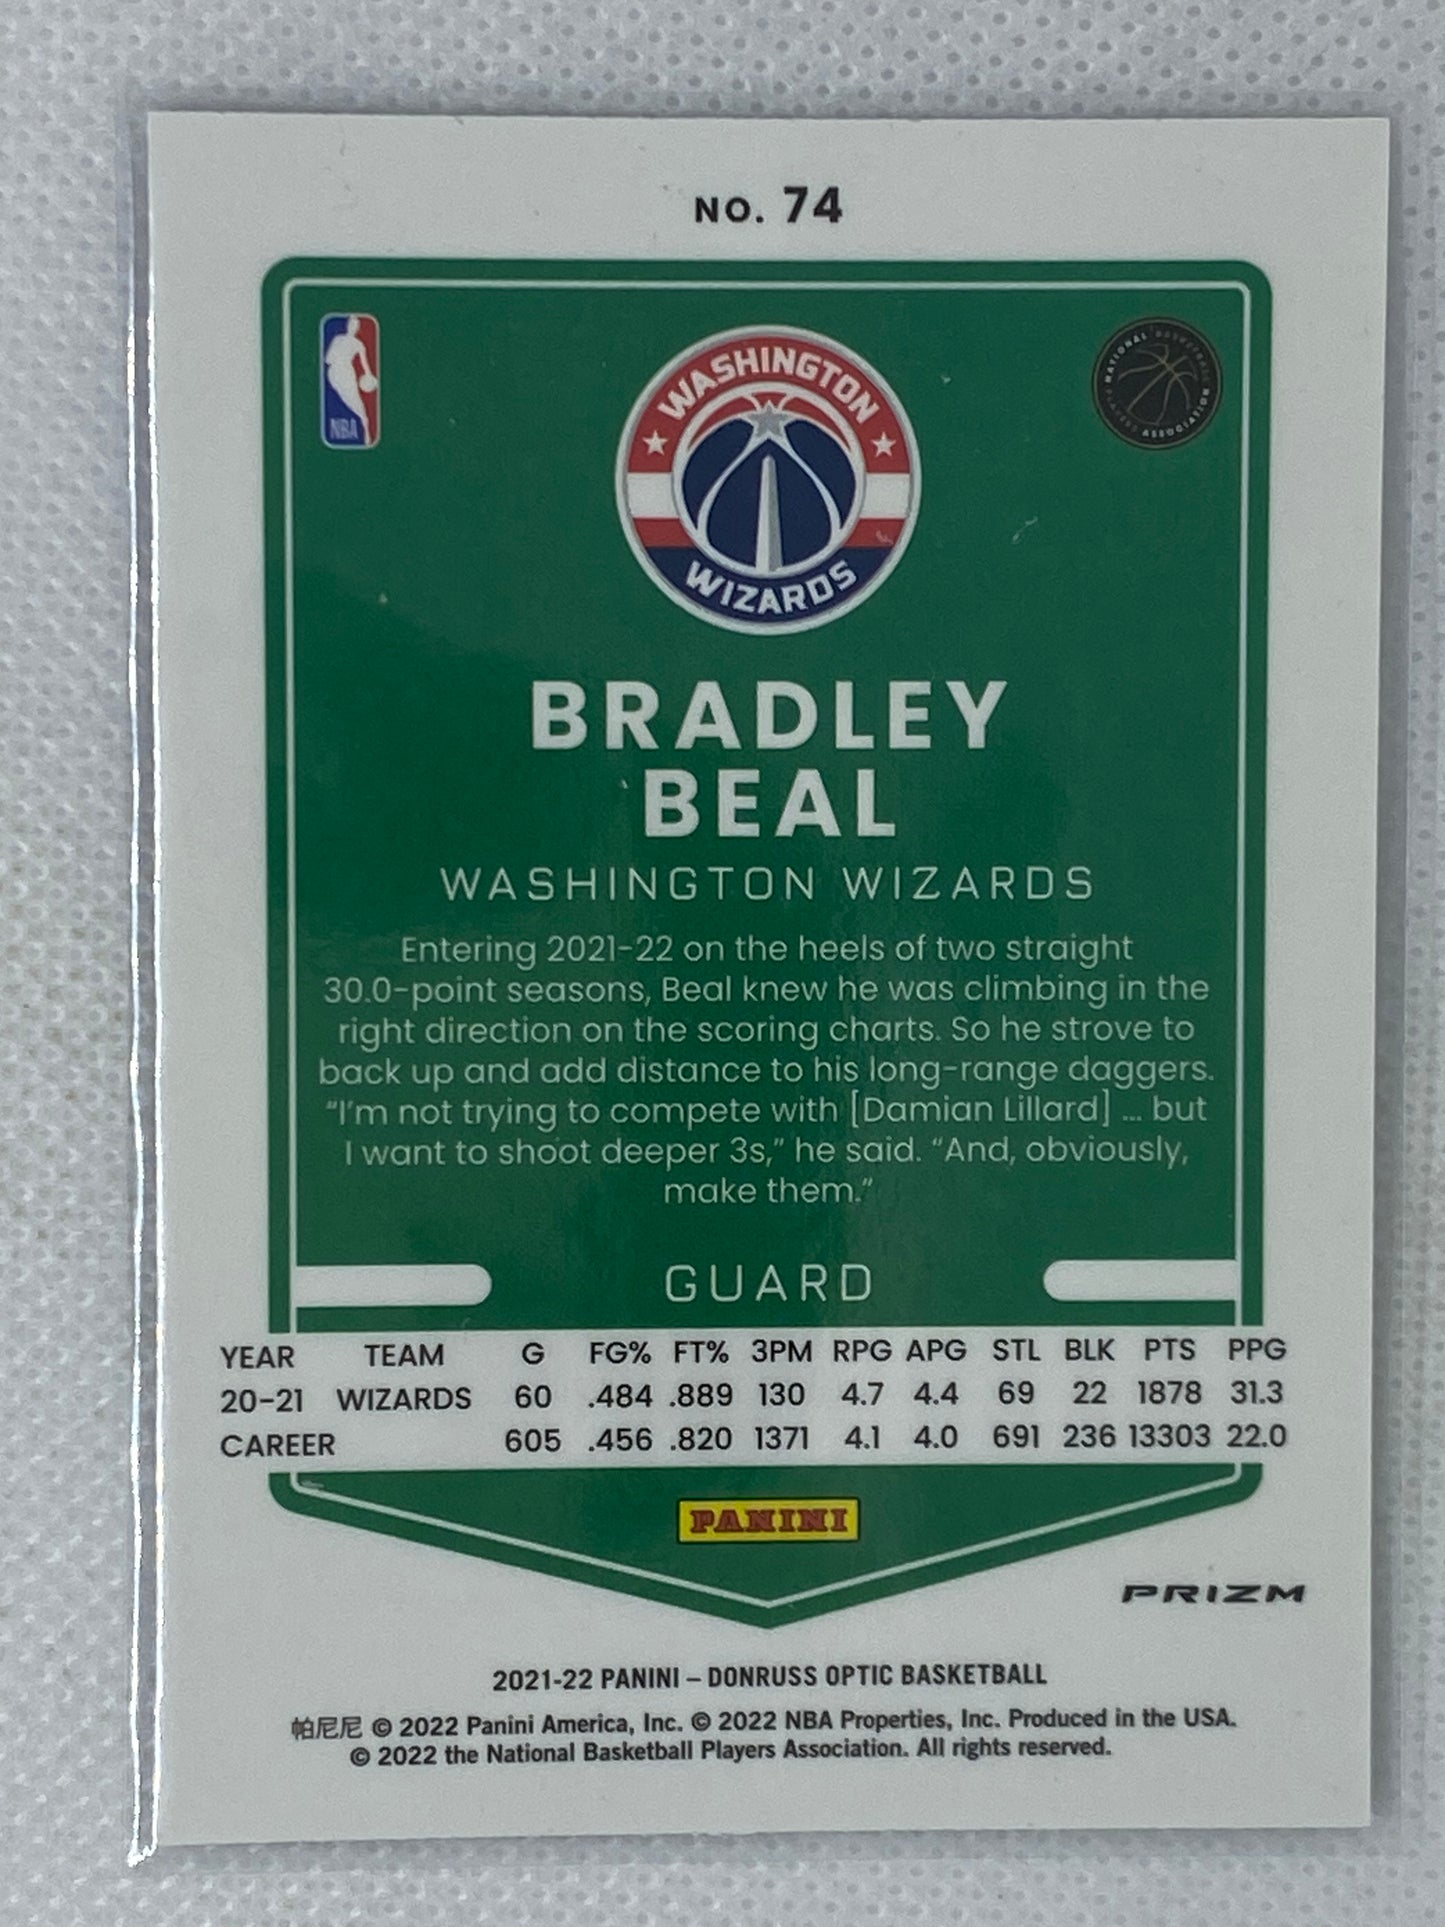 NO. 74
NBA
NATIONAL BASKETBALL
PLAYERS ASSOCIATION
WASHINGTON
WIZARDS
BRADLEY
BEAL
WASHINGTON WIZARDS
Entering 2021-22 on the heels of two straight
30.0-point seasons, Beal knew he was climbing in the
right direction on the scoring charts. So he strove to
back up and add distance to his long-range daggers.
“I’m not trying to compete with [Damian Lillard] ... but
I want to shoot deeper 3s,” he said. “And, obviously,
make them.”
GUARD
YEAR TEAM G FG% FT% 3PM RPG APG STL BLK PTS PPG
20-21 WIZARDS 60 .484 .889 130 4.7 4.4 69 22 1878 31.3
CAREER 605 .456 .820 1371 4.1 4.0 691 236 13303 22.0
PANINI
PRIZM
2021-22 PANINI – DONRUSS OPTIC BASKETBALL
帕尼尼 © 2022 Panini America, Inc. © 2022 NBA Properties, Inc. Produced in the USA.
© 2022 the National Basketball Players Association. All rights reserved.